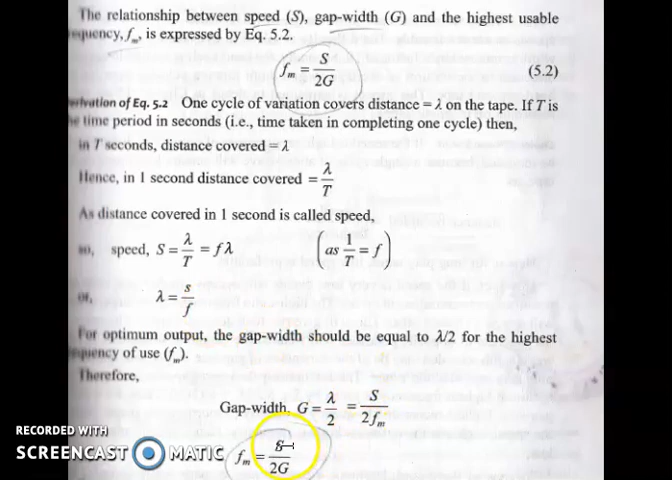 The relationship between speed (S), gap-width (G) and the highest usable
frequency, fₘ, is expressed by Eq. 5.2.
fₘ = S/2G (5.2)
Derivation of Eq. 5.2 One cycle of variation covers distance = λ on the tape. If T is
the time period in seconds (i.e., time taken in completing one cycle) then,
in T seconds, distance covered = λ
Hence, in 1 second distance covered = λ/T
As distance covered in 1 second is called speed,
so, speed, S = λ/T = fλ (as 1/T = f)
or, λ = s/f
For optimum output, the gap-width should be equal to λ/2 for the highest
frequency of use (fₘ).
Therefore,
Gap-width, G = λ/2 = S/2fₘ
RECORDED WITH
SCREENCAST MATIC
fₘ = S/2G